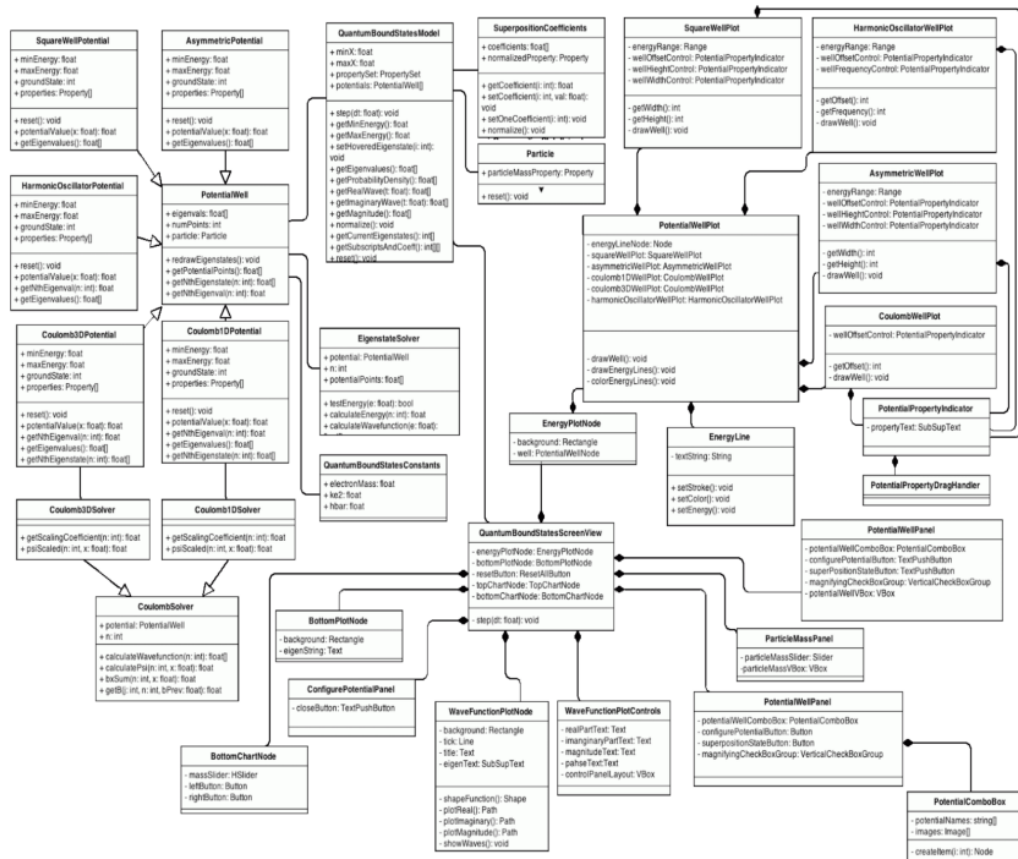 SquareWellPotential
+ minEnergy: float
+ maxEnergy: float
+ groundState: int
+ properties: Property[]
+ reset(): void
+ potentialValue(x: float): float
+ getEigenvalues(): float[]
AsymmetricPotential
+ minEnergy: float
+ maxEnergy: float
+ groundState: int
+ properties: Property[]
+ reset(): void
+ potentialValue(x: float): float
+ getEigenvalues(): float[]
QuantumBoundStatesModel
+ minX: float
+ maxX: float
+ propertySet: PropertySet
+ potentials: PotentialWell[]
+ step(dt: float): void
+ getMinEnergy(): float
+ getMaxEnergy(): float
+ setHoveredEigenstate(i: int):
void
+ getEigenvalues(): float[]
+ getProbabilityDensity(): float[]
+ getRealWave(t: float): float[]
+ getImaginaryWave(t: float): float[]
+ getMagnitude(): float[]
+ normalize(): void
+ getCurrentEigenstates(): int[]
+ getSubscriptsAndCoeff(): int[][]
+ reset(): void
SuperpositionCoefficients
+ coefficients: float[]
+ normalizedProperty: Property
+ getCoefficient(i: int): float
+ setCoefficient(i: int, val: float):
void
+ setOneCoefficient(i: int): void
+ normalize(): void
Particle
+ particleMassProperty: Property
+ reset(): void
SquareWellPlot
- energyRange: Range
- wellOffsetControl: PotentialPropertyIndicator
- wellHieghtControl: PotentialPropertyIndicator
- wellWidthControl: PotentialPropertyIndicator
- getWidth(): int
- getHeight(): int
- drawWell(): void
HarmonicOscillatorWellPlot
- energyRange: Range
- wellOffsetControl: PotentialPropertyIndicator
- wellFrequencyControl: PotentialPropertyIndicator
- getOffset(): int
- getFrequency(): int
- drawWell(): void
HarmonicOscillatorPotential
+ minEnergy: float
+ maxEnergy: float
+ groundState: int
+ properties: Property[]
+ reset(): void
+ potentialValue(x: float): float
+ getNthEigenval(n: int): float
+ getEigenvalues(): float[]
PotentialWell
+ eigenvals: float[]
+ numPoints: int
+ particle: Particle
+ redrawEigenstates(): void
+ getPotentialPoints(): float[]
+ getNthEigenstate(n: int): float[]
+ getNthEigenval(n: int): float
AsymmetricWellPlot
- energyRange: Range
- wellOffsetControl: PotentialPropertyIndicator
- wellHieghtControl: PotentialPropertyIndicator
- wellWidthControl: PotentialPropertyIndicator
- getWidth(): int
- getHeight(): int
- drawWell(): void
PotentialWellPlot
- energyLineNode: Node
- squareWellPlot: SquareWellPlot
- asymmetricWellPlot: AsymmetricWellPlot
- coulomb1DWellPlot: CoulombWellPlot
- coulomb3DWellPlot: CoulombWellPlot
- harmonicOscillatorWellPlot: HarmonicOscillatorWellPlot
- drawWell(): void
- drawEnergyLines(): void
- colorEnergyLines(): void
CoulombWellPlot
- wellOffsetControl: PotentialPropertyIndicator
- getOffset(): int
- drawWell(): void
Coulomb3DPotential
+ minEnergy: float
+ maxEnergy: float
+ groundState: int
+ properties: Property[]
+ reset(): void
+ potentialValue(x: float): float
+ getNthEigenval(n: int): float
+ getEigenvalues(): float[]
+ getNthEigenstate(n: int): float[]
Coulomb1DPotential
+ minEnergy: float
+ maxEnergy: float
+ groundState: int
+ properties: Property[]
+ reset(): void
+ potentialValue(x: float): float
+ getNthEigenval(n: int): float
+ getEigenvalues(): float[]
+ getNthEigenstate(n: int): float[]
EigenstateSolver
+ potential: PotentialWell
+ n: int
+ potentialPoints: float[]
+ testEnergy(e: float): bool
+ calculateEnergy(n: int): float
+ calculateWavefunction(e: float):
PotentialPropertyIndicator
- propertyText: SubSupText
EnergyPlotNode
- background: Rectangle
- well: PotentialWellNode
EnergyLine
- textString: String
+ setStroke(): void
+ setColor(): void
+ setEnergy(): void
PotentialPropertyDragHandler
QuantumBoundStatesConstants
+ electronMass: float
+ ke2: float
+ hbar: float
Coulomb3DSolver
+ getScalingCoefficient(n: int): float
+ psiScaled(n: int, x: float): float
Coulomb1DSolver
+ getScalingCoefficient(n: int): float
+ psiScaled(n: int, x: float): float
QuantumBoundStatesScreenView
- energyPlotNode: EnergyPlotNode
- bottomPlotNode: BottomPlotNode
- resetButton: ResetAllButton
- topChartNode: TopChartNode
- bottomChartNode: BottomChartNode
- step(dt: float): void
PotentialWellPanel
- potentialWellComboBox: PotentialComboBox
- configurePotentialButton: TextPushButton
- superPositionStateButton: TextPushButton
- magnifyingCheckBoxGroup: VerticalCheckBoxGroup
- potentialWellVBox: VBox
CoulombSolver
+ potential: PotentialWell
+ n: int
+ calculateWavefunction(n: int): float[]
+ calculatePsi(n: int, x: float): float
+ bxSum(n: int, x: float): float
+ getB(j: int, n: int, bPrev: float): float
BottomPlotNode
- background: Rectangle
- eigenString: Text
ParticleMassPanel
- particleMassSlider: Slider
-particleMassVBox: VBox
ConfigurePotentialPanel
- closeButton: TextPushButton
WaveFunctionPlotNode
- background: Rectangle
- tick: Line
- title: Text
- eigenText: SubSupText
- shapeFunction(): Shape
- plotReal(): Path
- plotImaginary(): Path
- plotMagnitude(): Path
- showWaves(): void
WaveFunctionPlotControls
- realPartText: Text
- imanginaryPartText: Text
- magnitudeText: Text
- pahseText:Text
- controlPanelLayout: VBox
PotentialWellPanel
- potentialWellComboBox: PotentialComboBox
- configurePotentialButton: Button
- superpositionStateButton: Button
- magnifyingCheckBoxGroup: VerticalCheckBoxGroup
BottomChartNode
- massSlider: HSlider
- leftButton: Button
- rightButton: Button
PotentialComboBox
- potentialNames: string[]
- images: Image[]
- createItem(i: int): Node